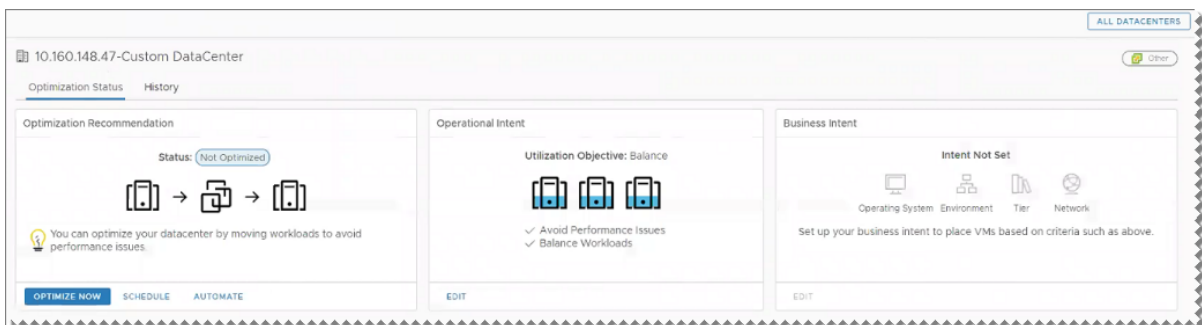 ALL DATACENTERS
10.160.148.47-Custom DataCenter
Other
Optimization Status History
Optimization Recommendation
Status: Not Optimized
You can optimize your datacenter by moving workloads to avoid
performance issues.
OPTIMIZE NOW SCHEDULE AUTOMATE
Operational Intent
Utilization Objective: Balance
Avoid Performance Issues
Balance Workloads
EDIT
Business Intent
Intent Not Set
Operating System Environment Tier Network
Set up your business intent to place VMs based on criteria such as above.
EDIT